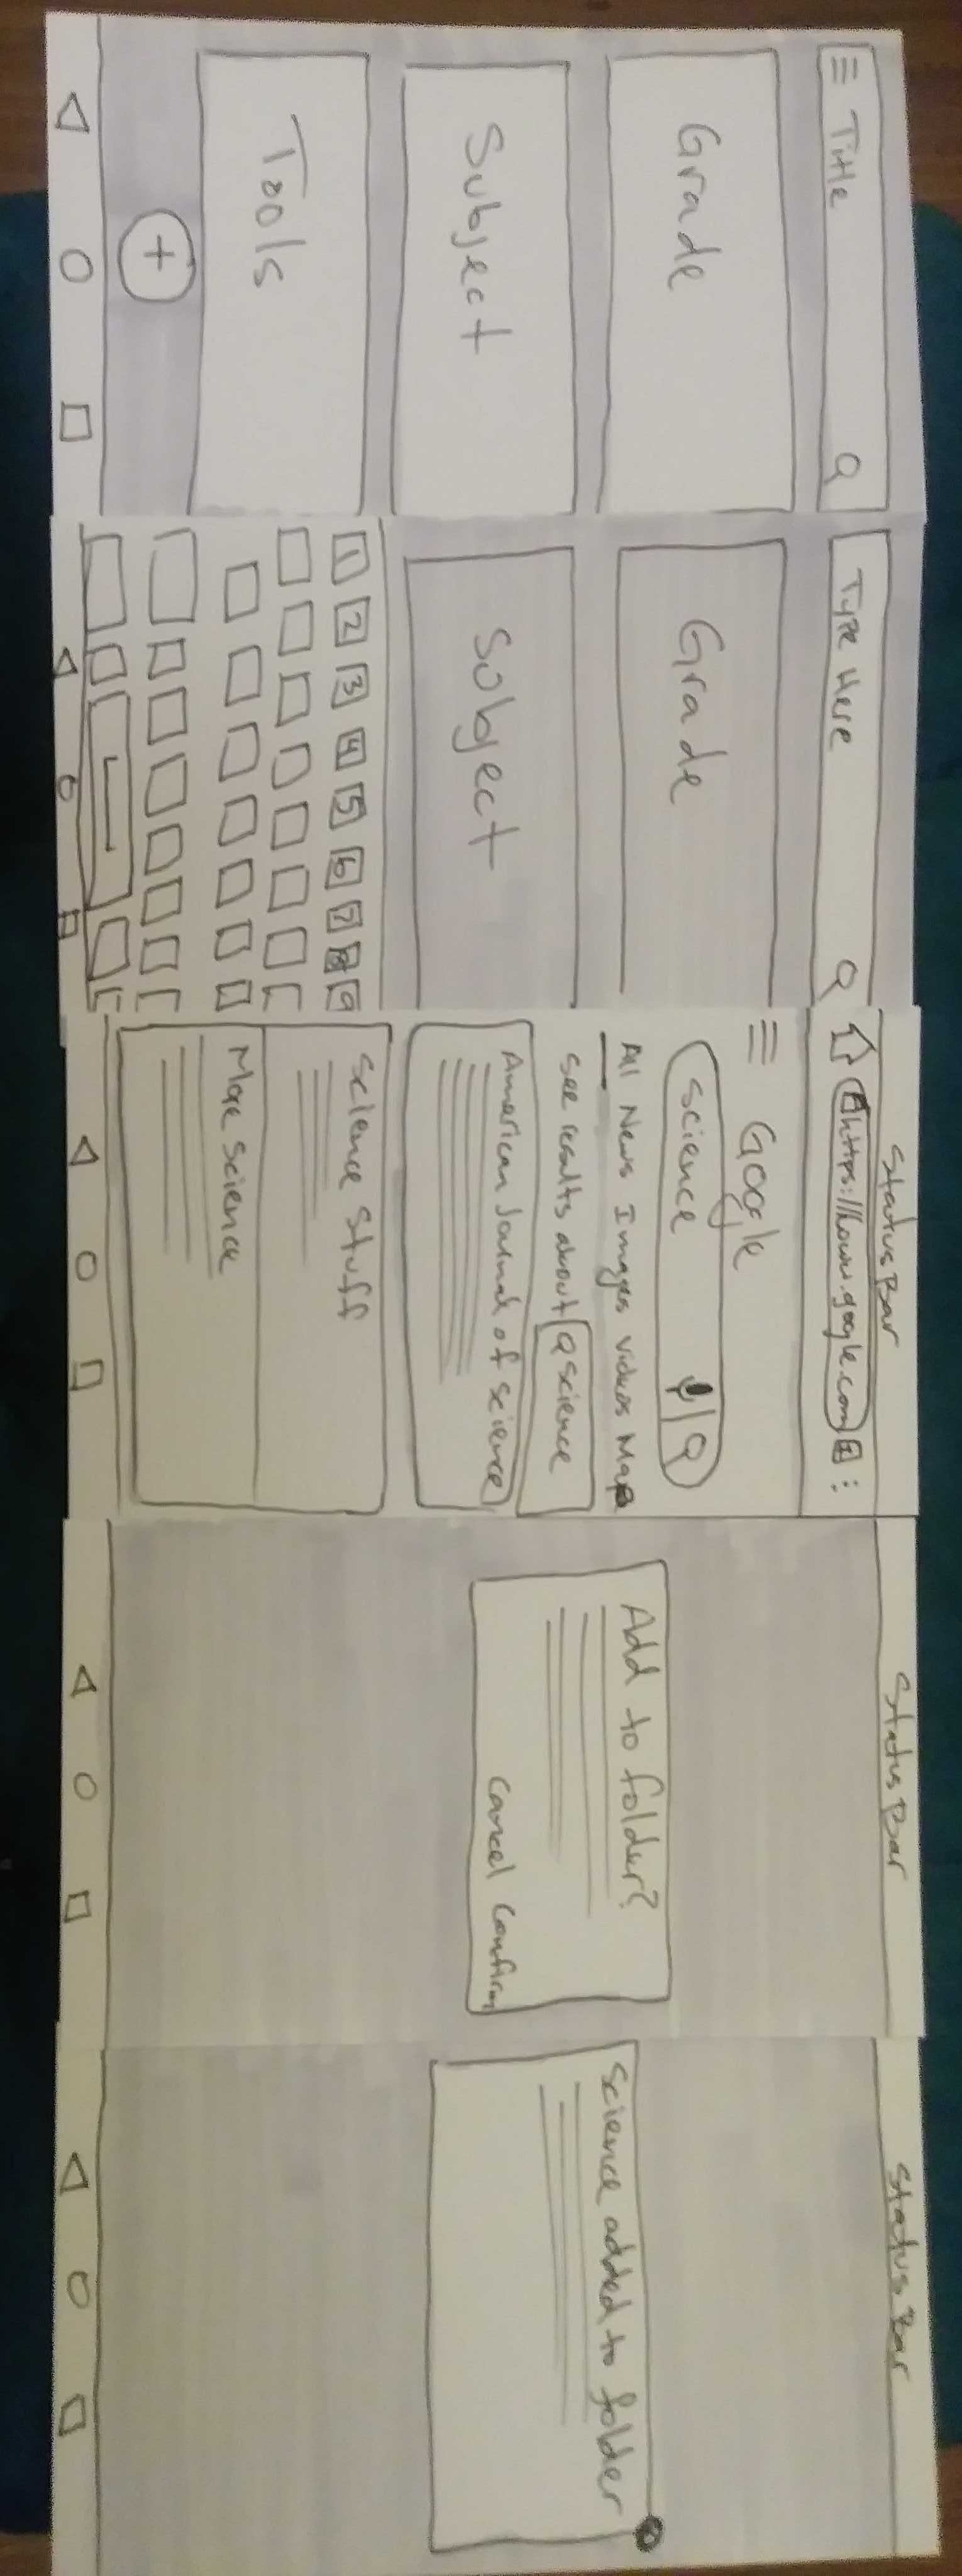 Title
Grade
Subject
Tools
+
Type Here
Grade
Subject
1 2 3 4 5 6 7 8 9
Status Bar
https://www.google.com
Google
Science
All News Images Videos Maps
See results about Science
American Journal of Science
Science Stuff
More Science
Status Bar
Add to folder?
Cancel Confirm
Status Bar
Science added to folder